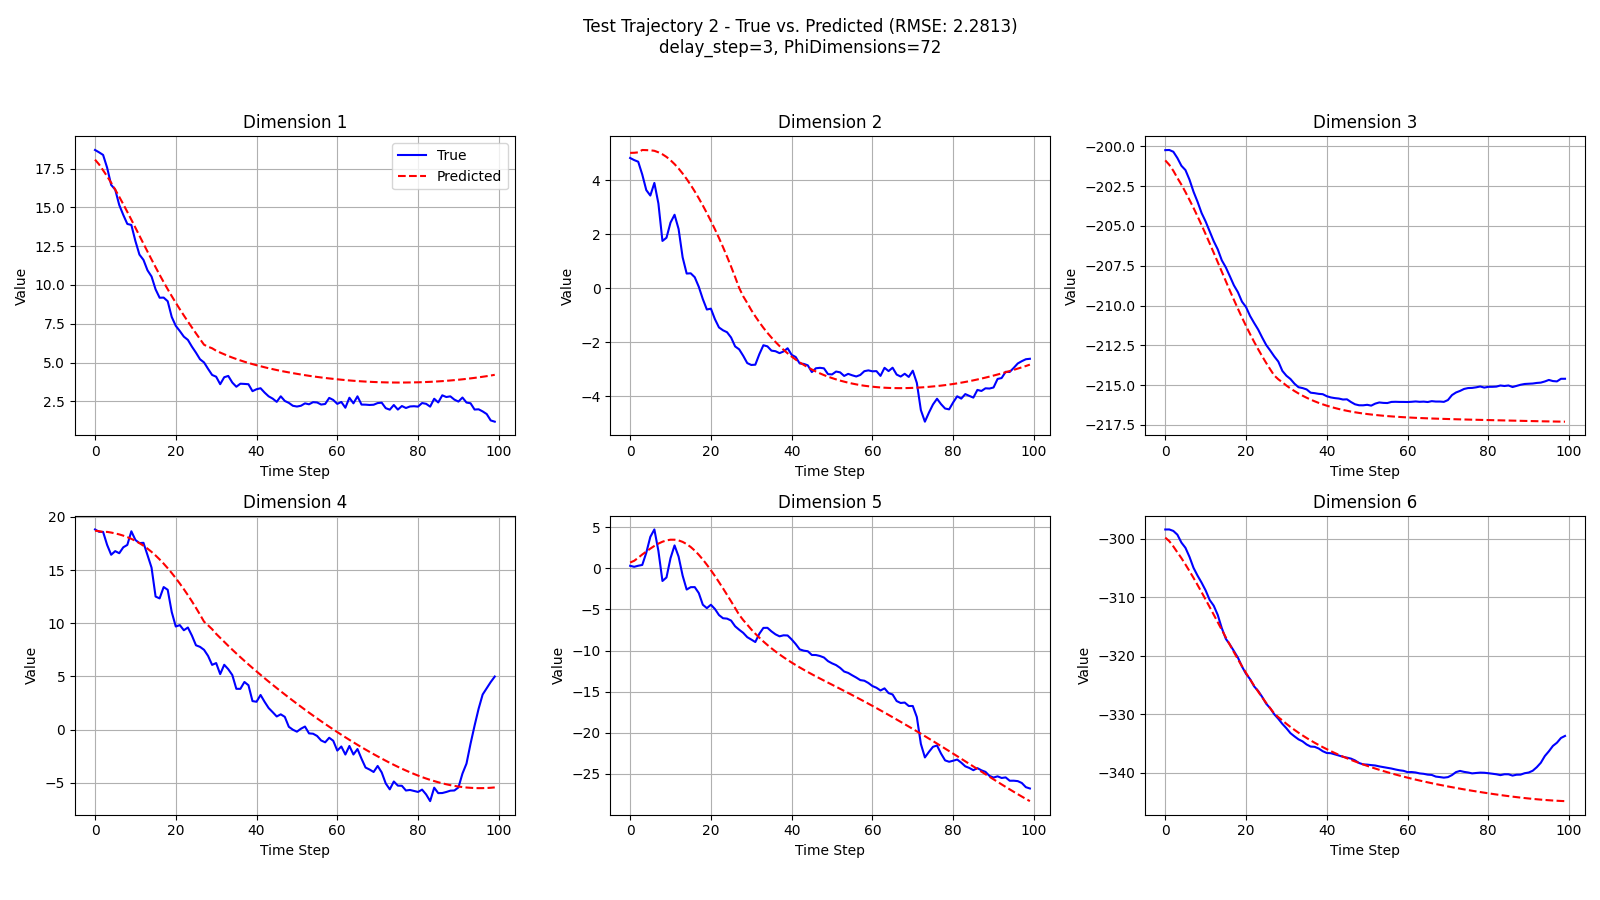 Test Trajectory 2 - True vs. Predicted (RMSE: 2.2813)
delay_step=3, PhiDimensions=72
Dimension 1
Value
17.5
15.0
12.5
10.0
7.5
5.0
2.5
True
Predicted
0 20 40 60 80 100
Time Step
Dimension 2
Value
4
2
0
−2
−4
0 20 40 60 80 100
Time Step
Dimension 3
Value
−200.0
−202.5
−205.0
−207.5
−210.0
−212.5
−215.0
−217.5
0 20 40 60 80 100
Time Step
Dimension 4
Value
20
15
10
5
0
−5
0 20 40 60 80 100
Time Step
Dimension 5
Value
5
0
−5
−10
−15
−20
−25
0 20 40 60 80 100
Time Step
Dimension 6
Value
−300
−310
−320
−330
−340
0 20 40 60 80 100
Time Step